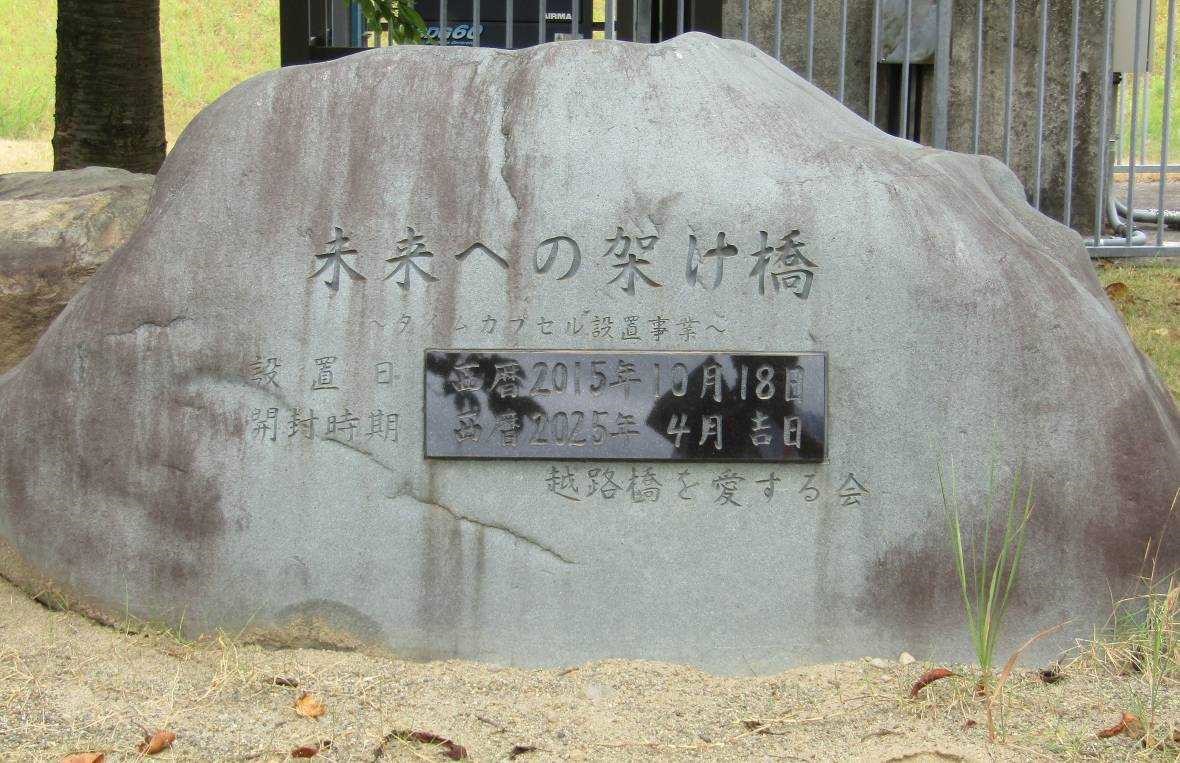 AIRMA
60
未来への架け橋
～タイムカプセル設置事業～
設置日 西暦2015年10月18日
開封時期 西暦2025年 4月 吉日
越路橋を愛する会